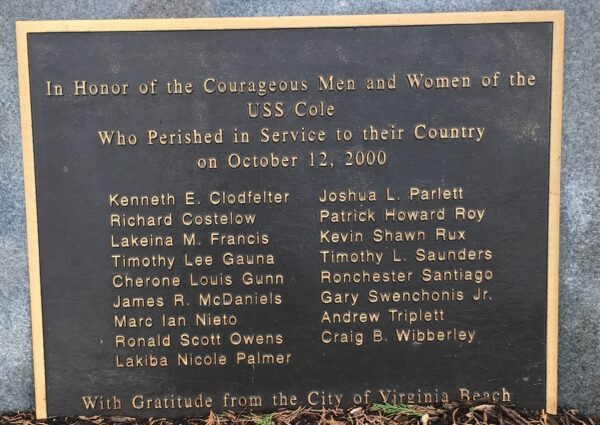 In Honor of the Courageous Men and Women of the
USS Cole
Who Perished in Service to their Country
on October 12, 2000
Kenneth E. Clodfelter
Richard Costelow
Lakeina M. Francis
Timothy Lee Gauna
Cherone Louis Gunn
James R. McDaniels
Marc Ian Nieto
Ronald Scott Owens
Lakiba Nicole Palmer
Joshua L. Parlett
Patrick Howard Roy
Kevin Shawn Rux
Timothy L. Saunders
Ronchester Santiago
Gary Swenchonis Jr.
Andrew Triplett
Craig B. Wibberley
With Gratitude from the City of Virginia Beach